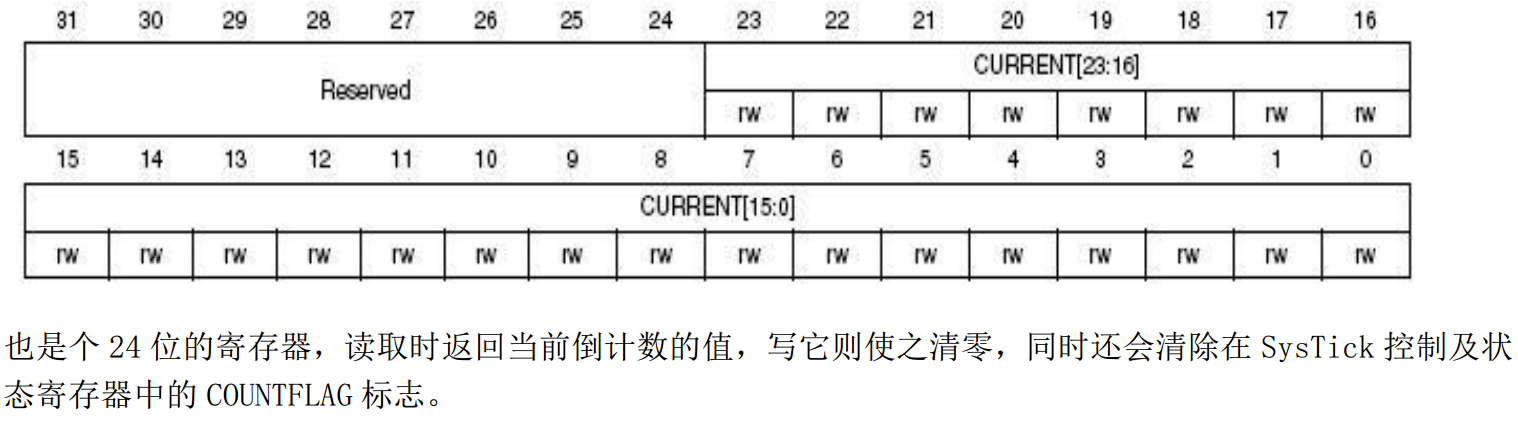 31 30 29 28 27 26 25 24 23 22 21 20 19 18 17 16
Reserved CURRENT[23:16]
rw rw rw rw rw rw rw rw
15 14 13 12 11 10 9 8 7 6 5 4 3 2 1 0
CURRENT[15:0]
rw rw rw rw rw rw rw rw rw rw rw rw rw rw rw rw
也是个 24 位的寄存器，读取时返回当前倒计数的值，写它则使之清零，同时还会清除在 SysTick 控制及状
态寄存器中的 COUNTFLAG 标志。